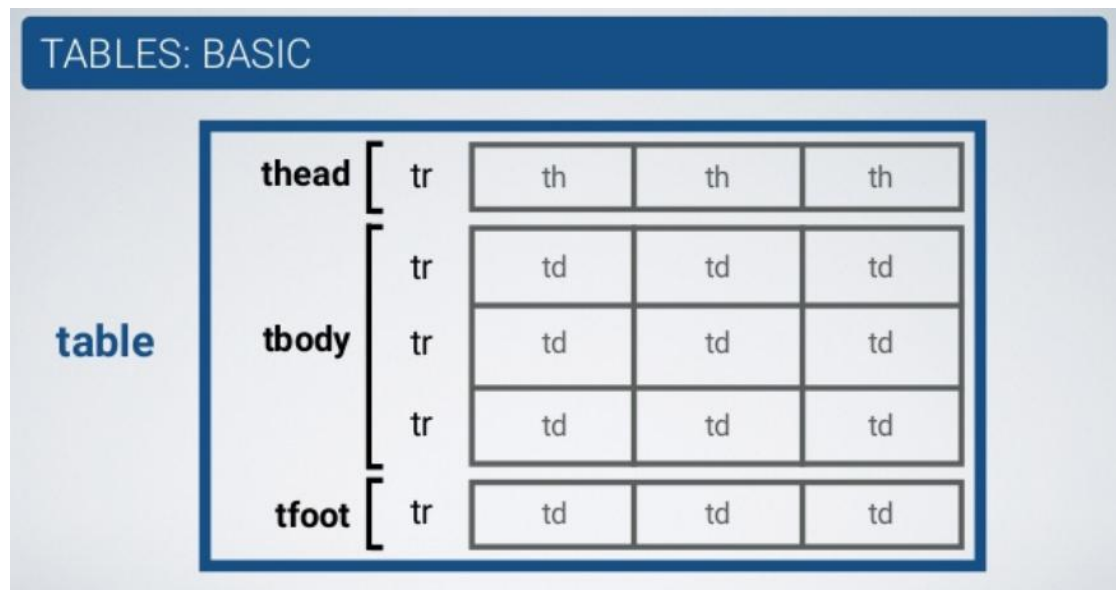 TABLES: BASIC
thead tr th th th
tr td td td
table tbody tr td td td
tr td td td
tfoot tr td td td